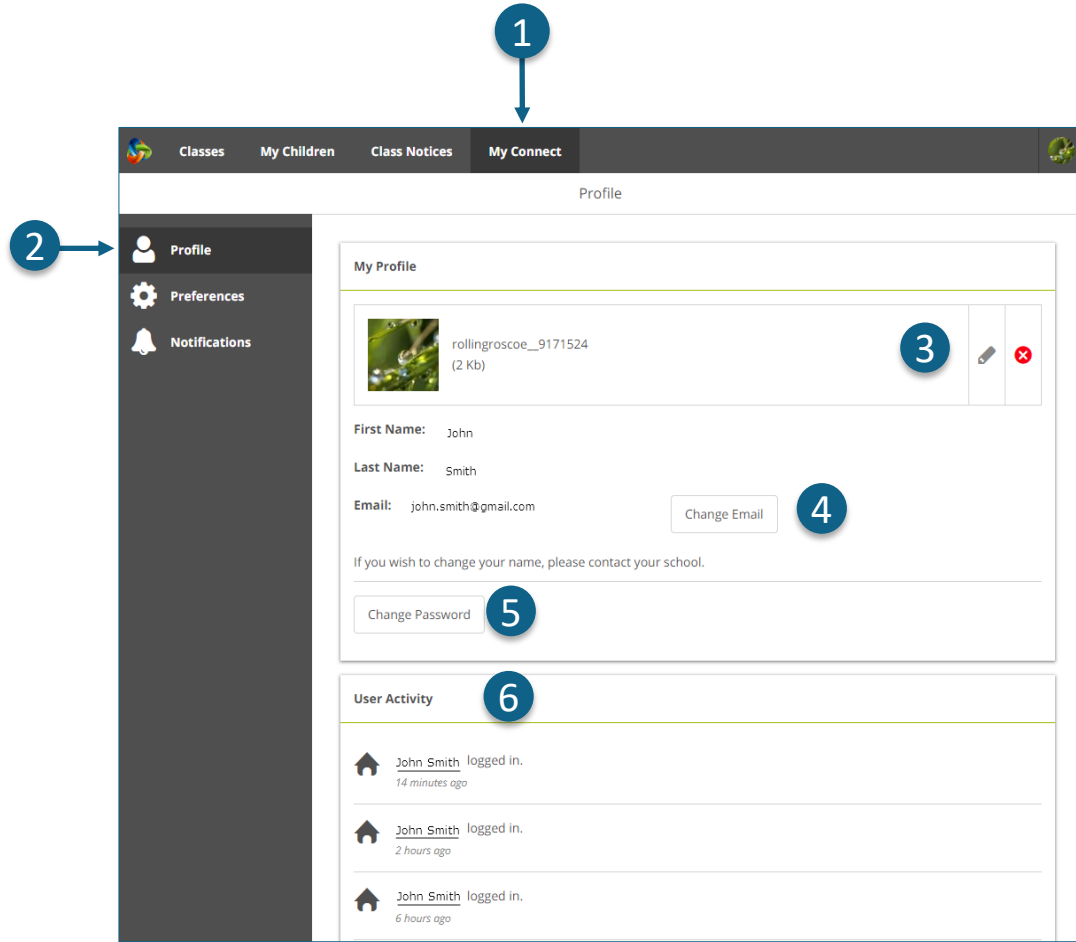 1
Classes My Children Class Notices My Connect
Profile
2
Profile
Preferences
Notifications
My Profile
rollingroscoe__9171524
(2 Kb)
3
First Name: John
Last Name: Smith
Email: john.smith@gmail.com Change Email 4
If you wish to change your name, please contact your school.
Change Password 5
User Activity 6
John Smith logged in.
14 minutes ago
John Smith logged in.
2 hours ago
John Smith logged in.
6 hours ago